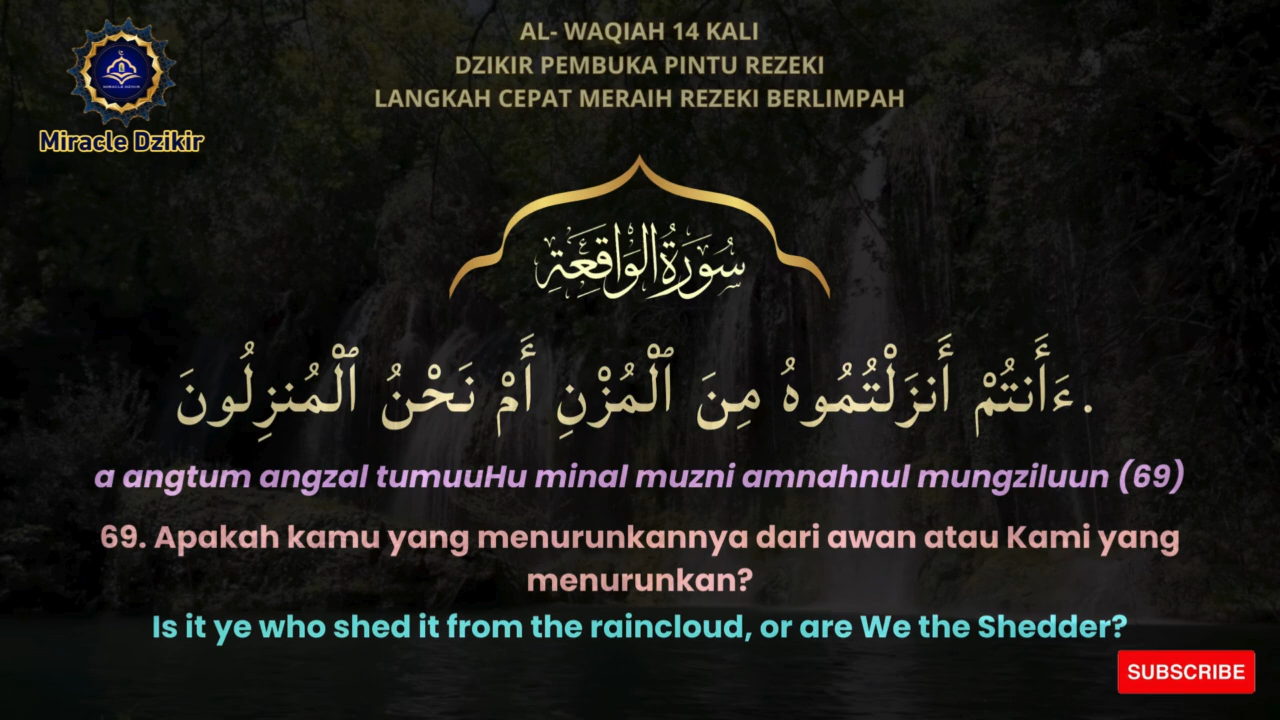 AL- WAQIAH 14 KALI
DZIKIR PEMBUKA PINTU REZEKI
LANGKAH CEPAT MERAIH REZEKI BERLIMPAH
MIRACLE DZIKIR
Miracle Dzikir
سُورَةُ الْوَاقِعَةِ
ءَأَنتُمْ أَنزَلْتُمُوهُ مِنَ ٱلْمُزْنِ أَمْ نَحْنُ ٱلْمُنزِلُونَ.
a angtum angzal tumuuHu minal muzni amnahnul mungziluun (69)
69. Apakah kamu yang menurunkannya dari awan atau Kami yang
menurunkan?
Is it ye who shed it from the raincloud, or are We the Shedder?
SUBSCRIBE